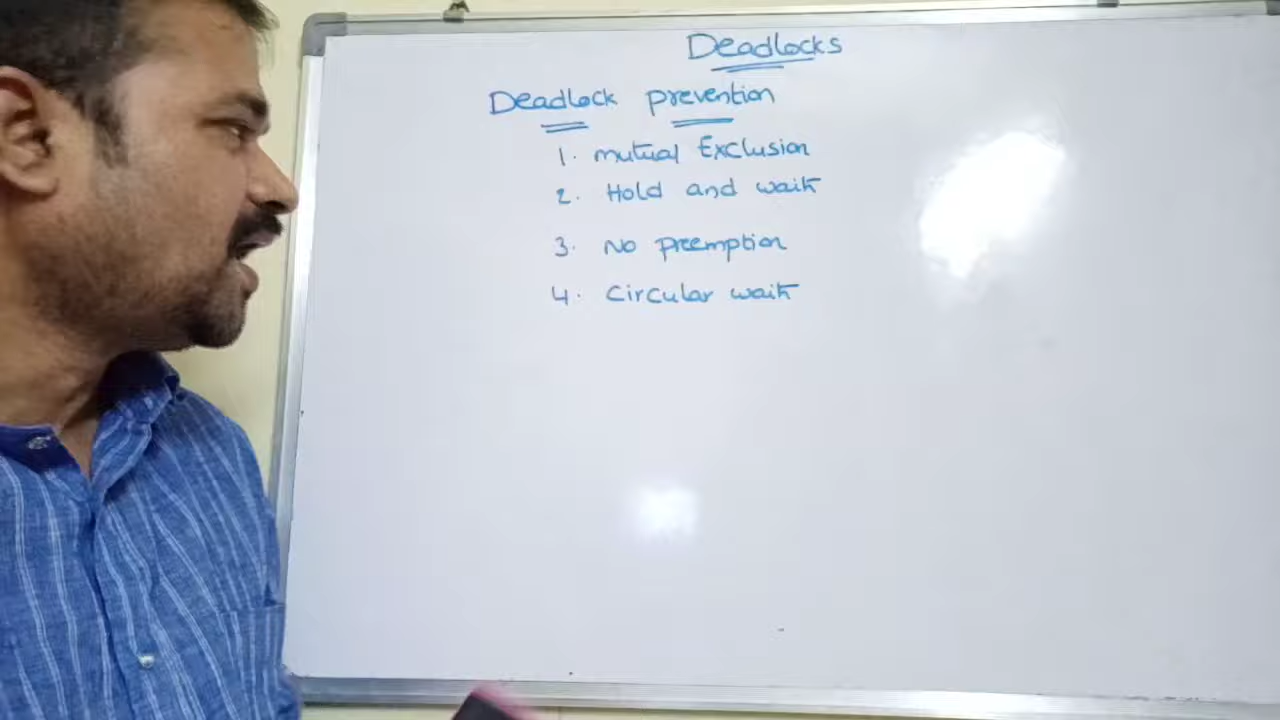 Deadlocks
Deadlock prevention
1. mutual Exclusion
2. Hold and wait
3. No preemption
4. Circular wait